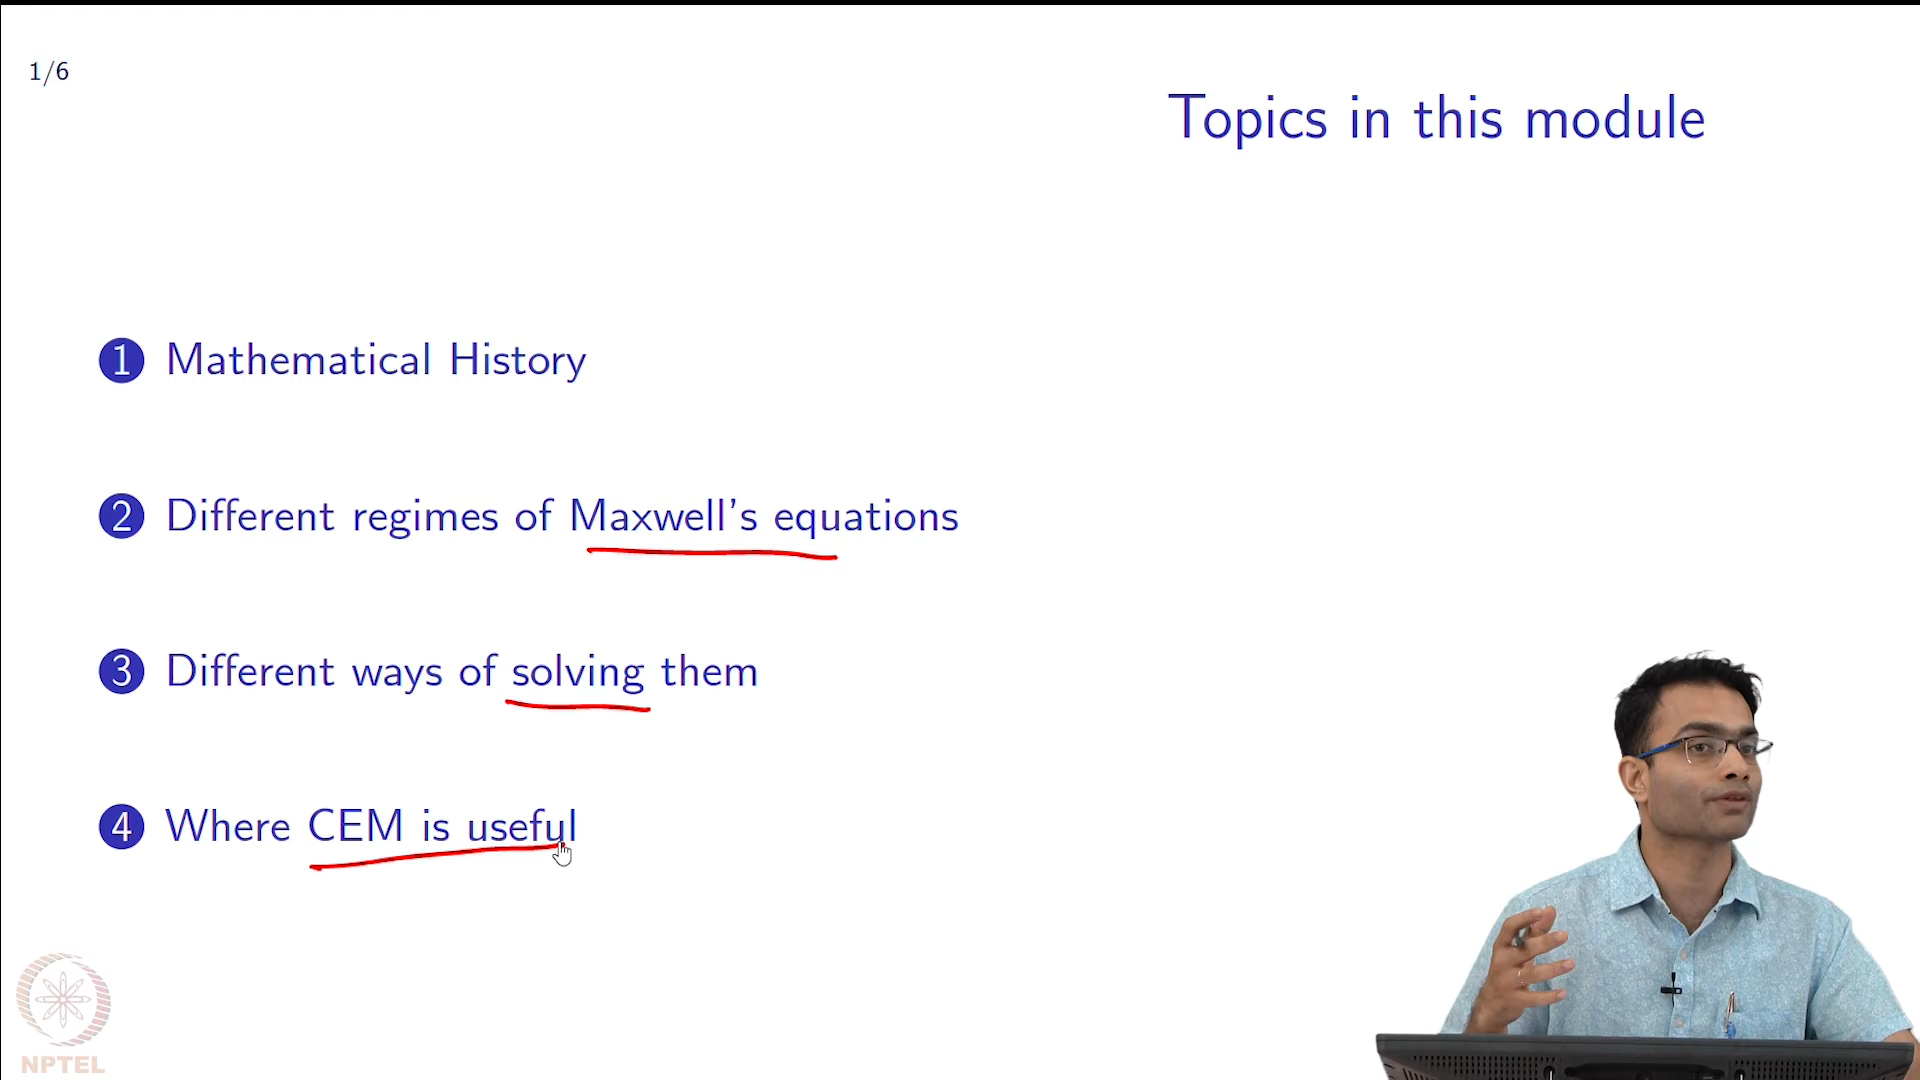 1/6
Topics in this module
1 Mathematical History
2 Different regimes of Maxwell's equations
3 Different ways of solving them
4 Where CEM is useful
NPTEL